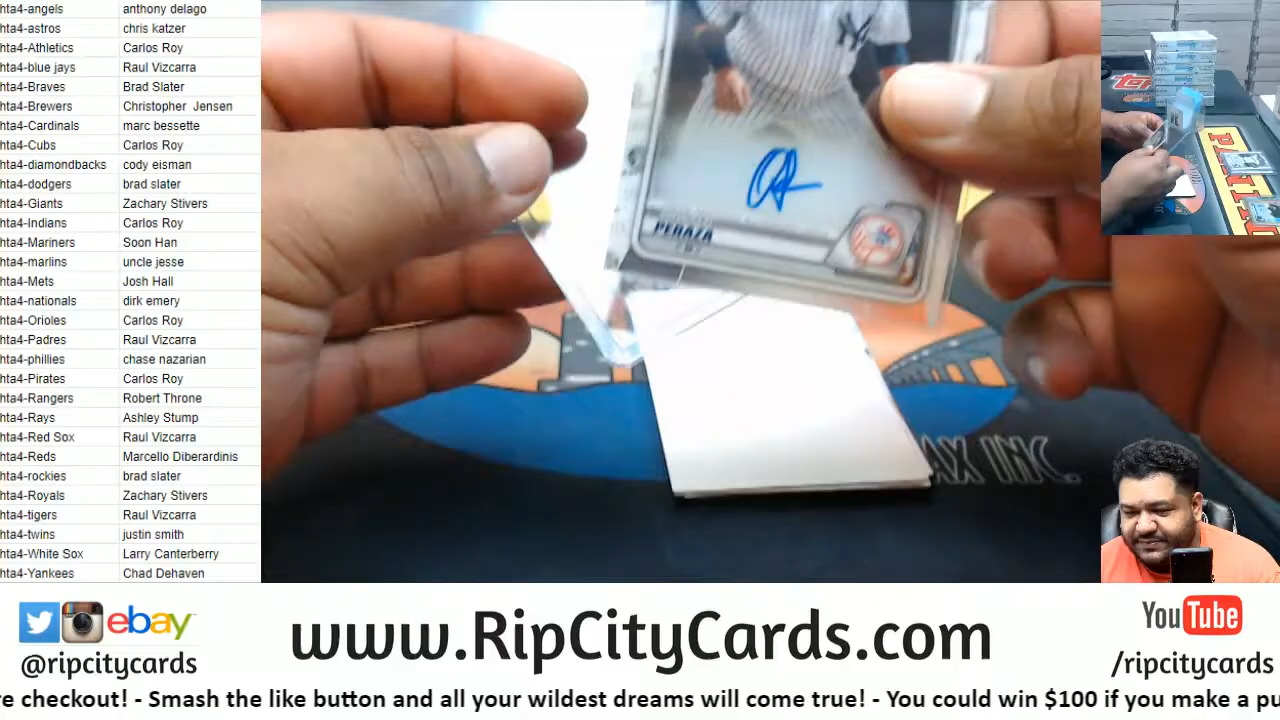 hta4-angels anthony delago
hta4-astros chris katzer
hta4-Athletics Carlos Roy
hta4-blue jays Raul Vizcarra
hta4-Braves Brad Slater
hta4-Brewers Christopher Jensen
hta4-Cardinals marc bessette
hta4-Cubs Carlos Roy
hta4-diamondbacks cody eisman
hta4-dodgers brad slater
hta4-Giants Zachary Stivers
hta4-Indians Carlos Roy
hta4-Mariners Soon Han
hta4-marlins uncle jesse
hta4-Mets Josh Hall
hta4-nationals dirk emery
hta4-Orioles Carlos Roy
hta4-Padres Raul Vizcarra
hta4-phillies chase nazarian
hta4-Pirates Carlos Roy
hta4-Rangers Robert Throne
hta4-Rays Ashley Stump
hta4-Red Sox Raul Vizcarra
hta4-Reds Marcello Diberardinis
hta4-rockies brad slater
hta4-Royals Zachary Stivers
hta4-tigers Raul Vizcarra
hta4-twins justin smith
hta4-White Sox Larry Canterberry
hta4-Yankees Chad Dehaven
NY
PERAZA
AX INC.
Topps
PANINI
ebay
@ripcitycards
www.RipCityCards.com
YouTube
/ripcitycards
re checkout! - Smash the like button and all your wildest dreams will come true! - You could win $100 if you make a pu